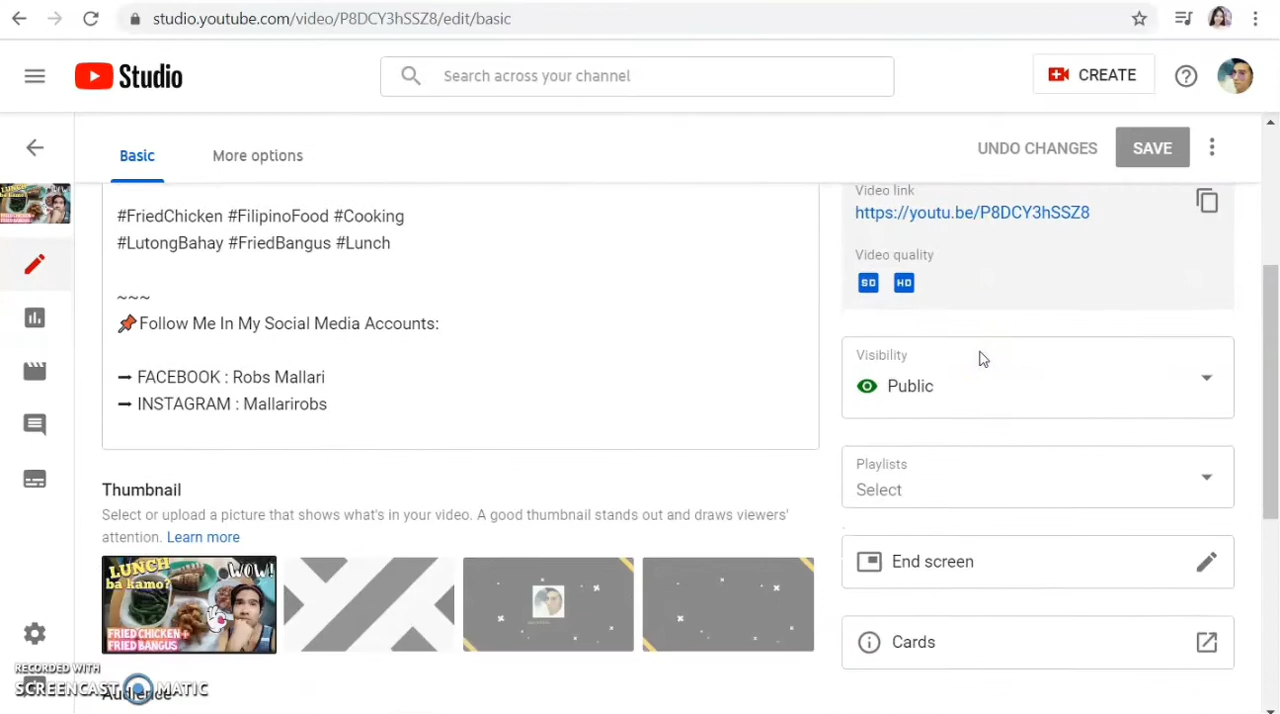 studio.youtube.com/video/P8DCY3hSSZ8/edit/basic
Studio
Search across your channel
CREATE
Basic
More options
UNDO CHANGES
SAVE
#FriedChicken #FilipinoFood #Cooking
#LutongBahay #FriedBangus #Lunch
~~~
📌Follow Me In My Social Media Accounts:
➞ FACEBOOK : Robs Mallari
➞ INSTAGRAM : Mallarirobs
Video link
https://youtu.be/P8DCY3hSSZ8
Video quality
SD HD
Visibility
Public
Playlists
Select
End screen
Cards
Thumbnail
Select or upload a picture that shows what's in your video. A good thumbnail stands out and draws viewers'
attention. Learn more
LUNCH
ba kamo?
WOW!
FRIED CHICKEN +
FRIED BANGUS
Audience
RECORDED WITH
SCREENCAST MATIC